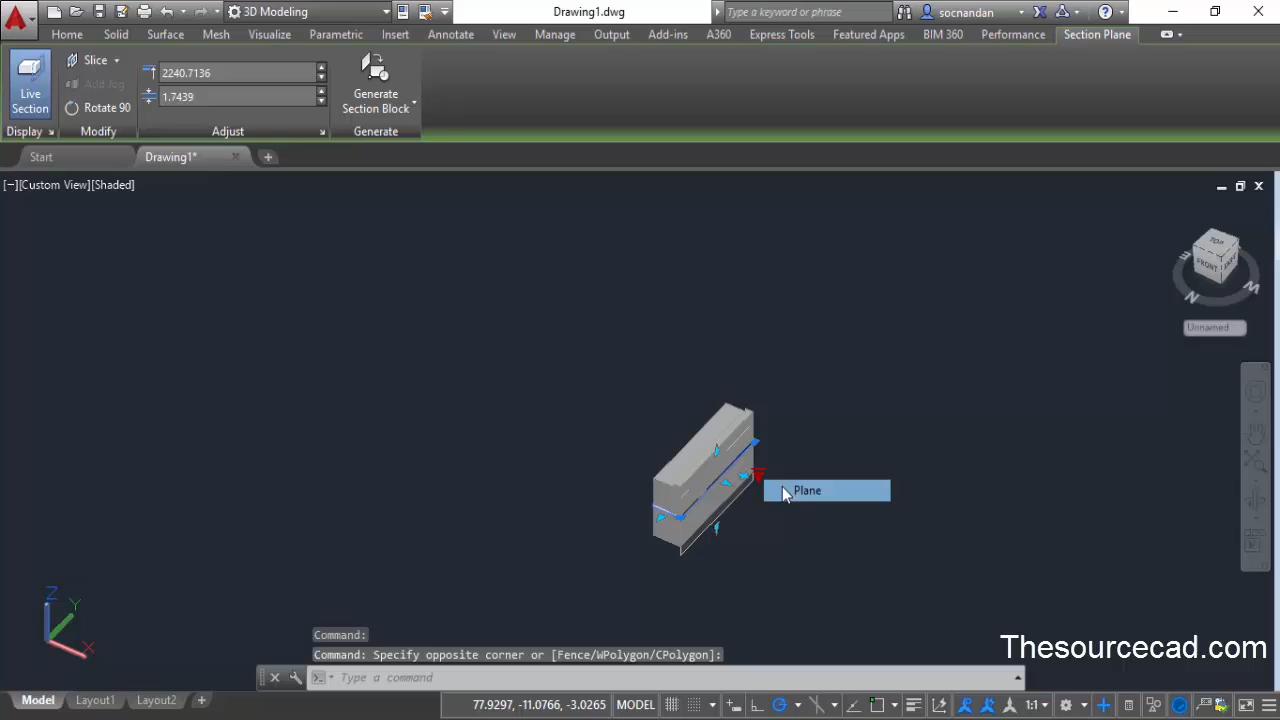 3D Modeling
Drawing1.dwg
Type a keyword or phrase
socnandan
Home Solid Surface Mesh Visualize Parametric Insert Annotate View Manage Output Add-ins A360 Express Tools Featured Apps BIM 360 Performance Section Plane
Live
Section
Slice
Add Jog
Rotate 90
2240.7136
1.7439
Generate
Section Block
Display Modify Adjust Generate
Start Drawing1*
[−][Custom View][Shaded]
TOP
FRONT
N
Unnamed
Plane
Z
Y
X
Command:
Command: Specify opposite corner or [Fence/WPolygon/CPolygon]:
Type a command
Thesourcecad.com
Model Layout1 Layout2
77.9297, -11.0766, -3.0265 MODEL 1:1